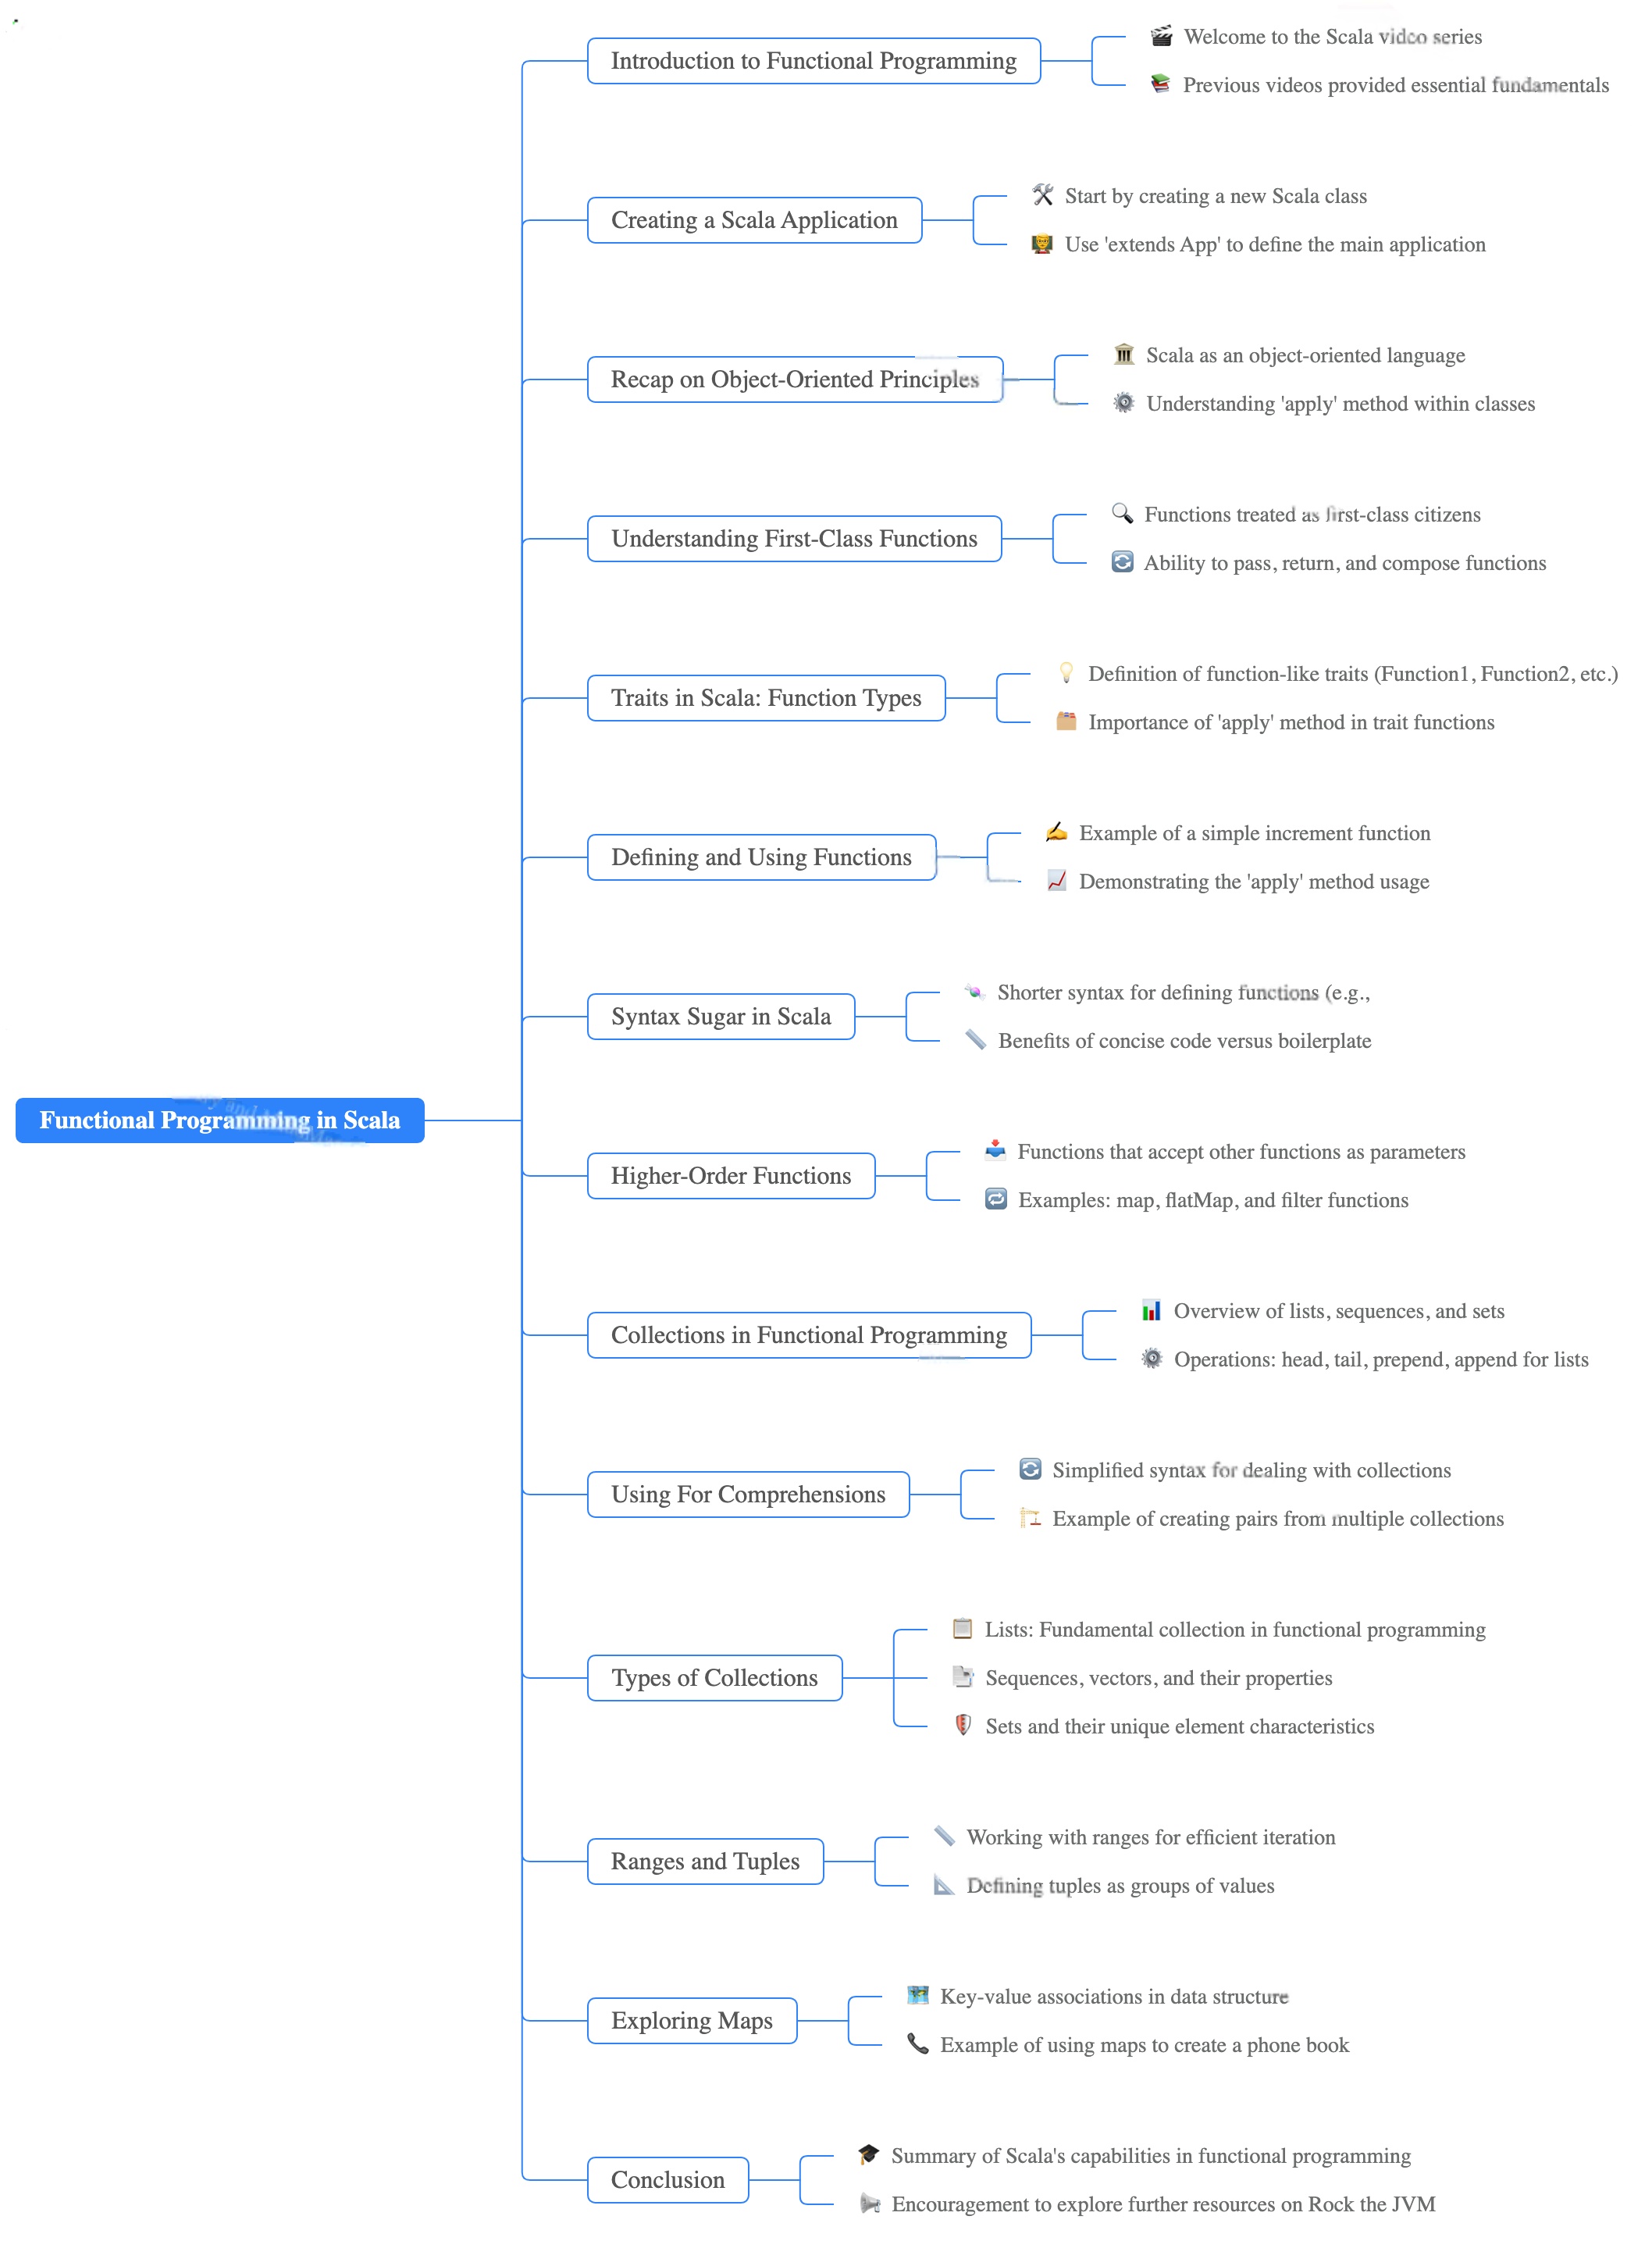 Introduction to Functional Programming
Welcome to the Scala video series
Previous videos provided essential fundamentals
Creating a Scala Application
Start by creating a new Scala class
Use 'extends App' to define the main application
Recap on Object-Oriented Principles
Scala as an object-oriented language
Understanding 'apply' method within classes
Understanding First-Class Functions
Functions treated as first-class citizens
Ability to pass, return, and compose functions
Traits in Scala: Function Types
Definition of function-like traits (Function1, Function2, etc.)
Importance of 'apply' method in trait functions
Defining and Using Functions
Example of a simple increment function
Demonstrating the 'apply' method usage
Syntax Sugar in Scala
Shorter syntax for defining functions (e.g.,
Benefits of concise code versus boilerplate
Functional Programming in Scala
Higher-Order Functions
Functions that accept other functions as parameters
Examples: map, flatMap, and filter functions
Collections in Functional Programming
Overview of lists, sequences, and sets
Operations: head, tail, prepend, append for lists
Using For Comprehensions
Simplified syntax for dealing with collections
Example of creating pairs from multiple collections
Types of Collections
Lists: Fundamental collection in functional programming
Sequences, vectors, and their properties
Sets and their unique element characteristics
Ranges and Tuples
Working with ranges for efficient iteration
Defining tuples as groups of values
Exploring Maps
Key-value associations in data structure
Example of using maps to create a phone book
Conclusion
Summary of Scala's capabilities in functional programming
Encouragement to explore further resources on Rock the JVM